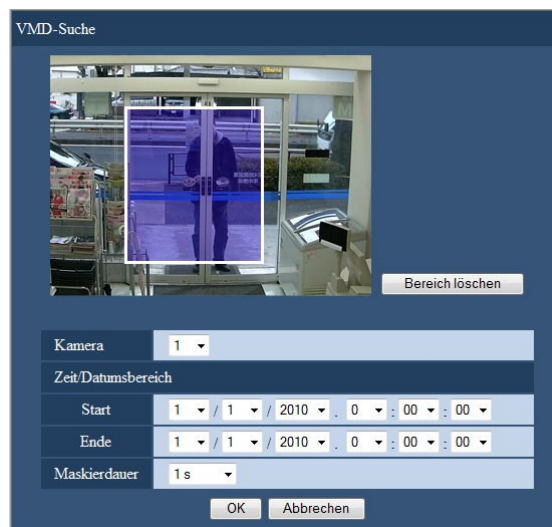 VMD-Suche
Bereich löschen
Kamera 1
Zeit/Datumsbereich
Start 1 / 1 / 2010 . 0 : 00 : 00
Ende 1 / 1 / 2010 . 0 : 00 : 00
Maskierdauer 1 s
OK Abbrechen